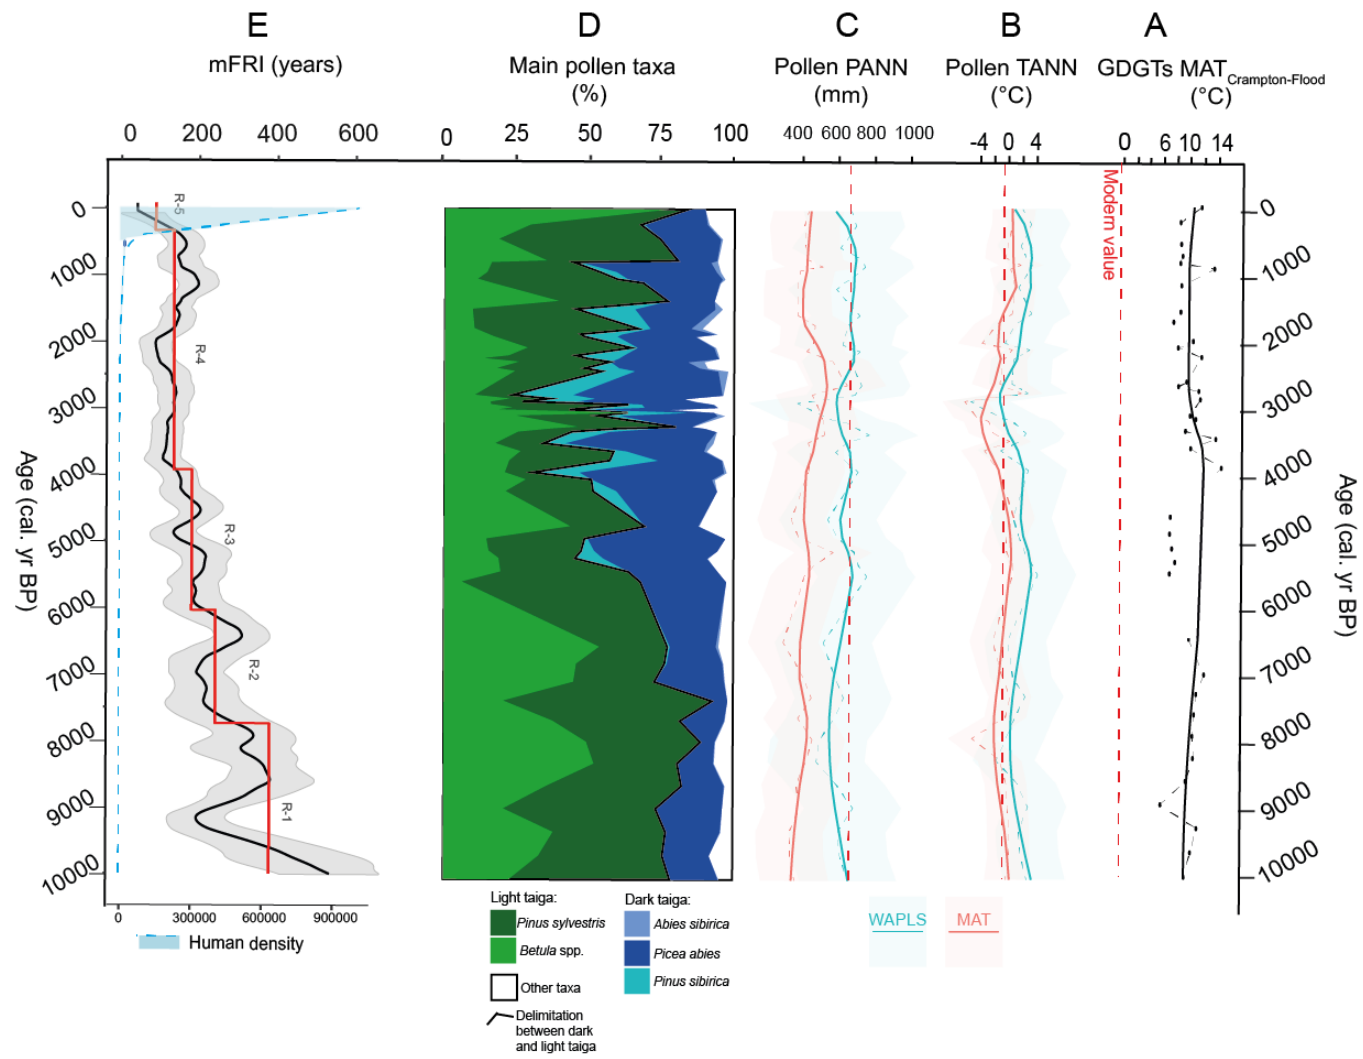 E
D
C
B
A
mFRI (years)
Main pollen taxa
(%)
Pollen PANN
(mm)
Pollen TANN
(°C)
GDGTs MAT Crampton-Flood
(°C)
0 200 400 600
0 25 50 75 100
400 600 800 1000
-4 0 4
0 6 10 14
Modern value
Age (cal. yr BP)
0
1000
2000
3000
4000
5000
6000
7000
8000
9000
10000
R-5
R-4
R-3
R-2
R-1
0
1000
2000
3000
4000
5000
6000
7000
8000
9000
10000
Age (cal. yr BP)
0 300000 600000 900000
Human density
Light taiga:
Pinus sylvestris
Betula spp.
Other taxa
Delimitation
between dark
and light taiga
Dark taiga:
Abies sibirica
Picea abies
Pinus sibirica
WAPLS
MAT